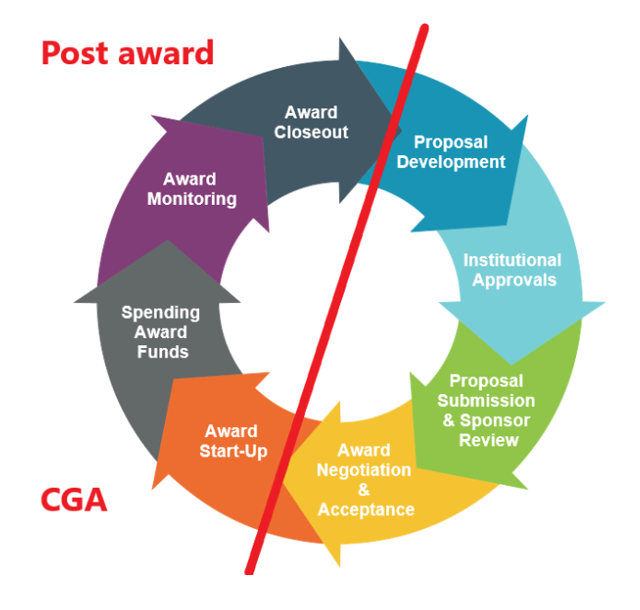 Post award
Award
Closeout
Proposal
Development
Institutional
Approvals
Proposal
Submission
& Sponsor
Review
Award
Negotiation
&
Acceptance
Award
Start-Up
Spending
Award
Funds
Award
Monitoring
CGA